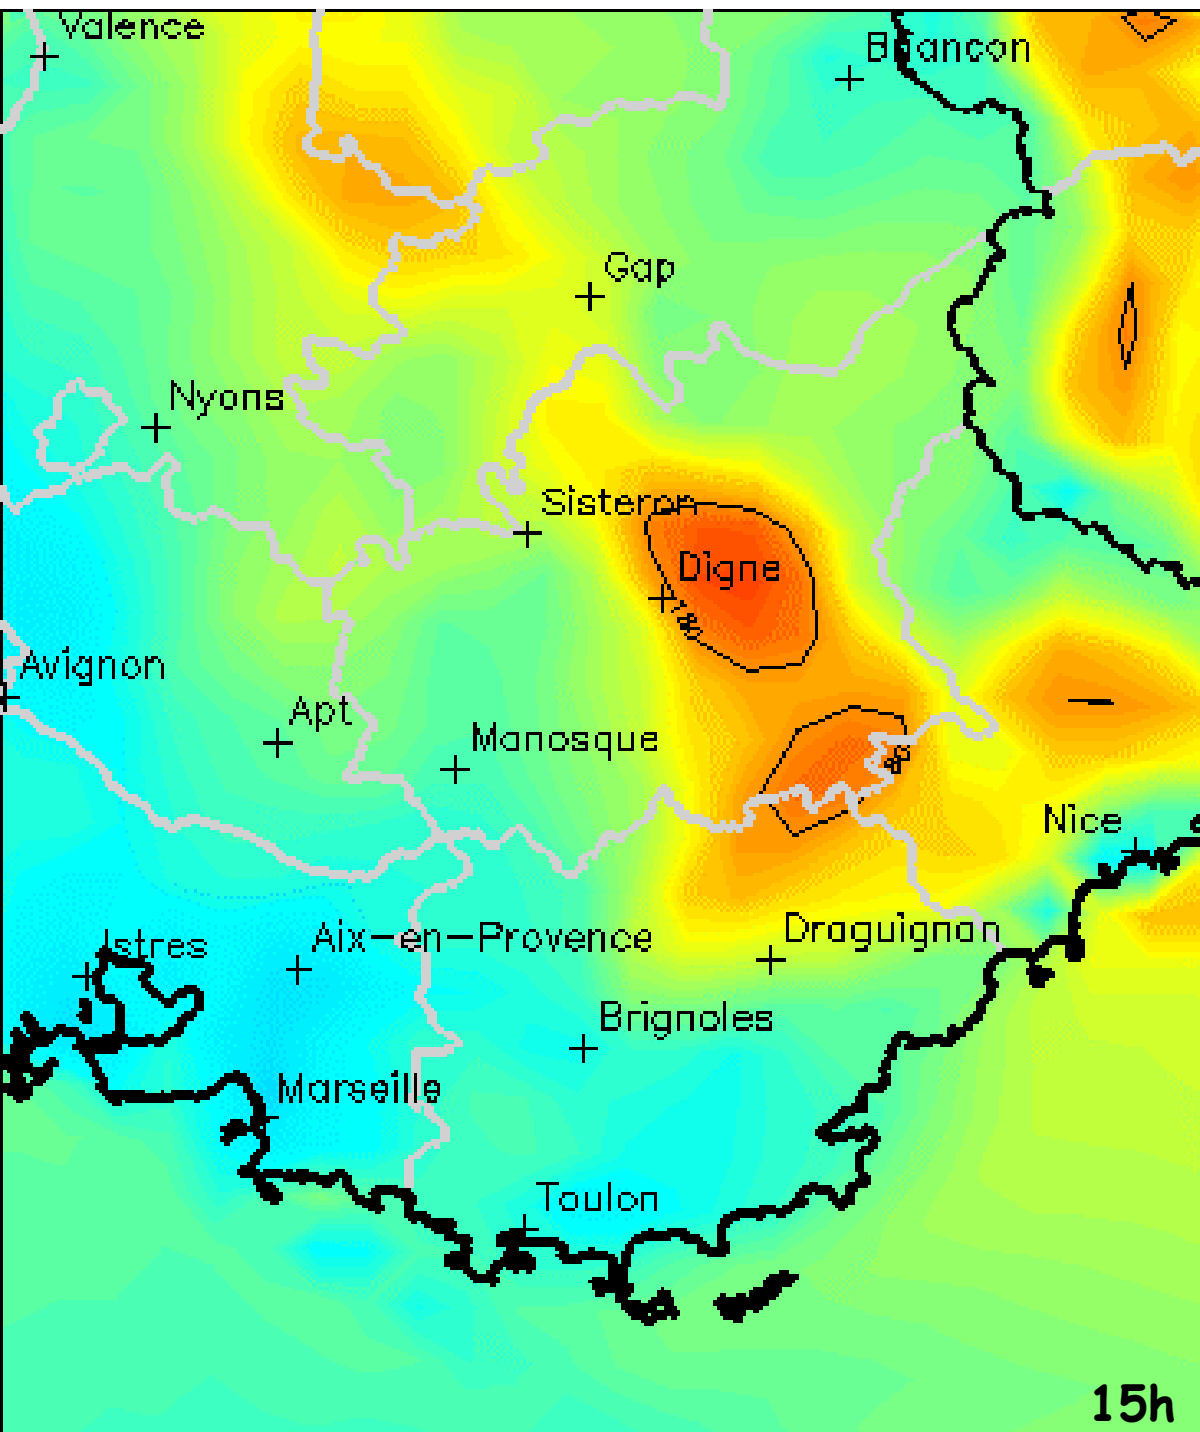 Valence
Briancon
Gap
Nyons
Sisteron
Digne
Avignon
Apt
Manosque
Nice
Istres
Aix-en-Provence
Draguignan
Brignoles
Marseille
Toulon
15h